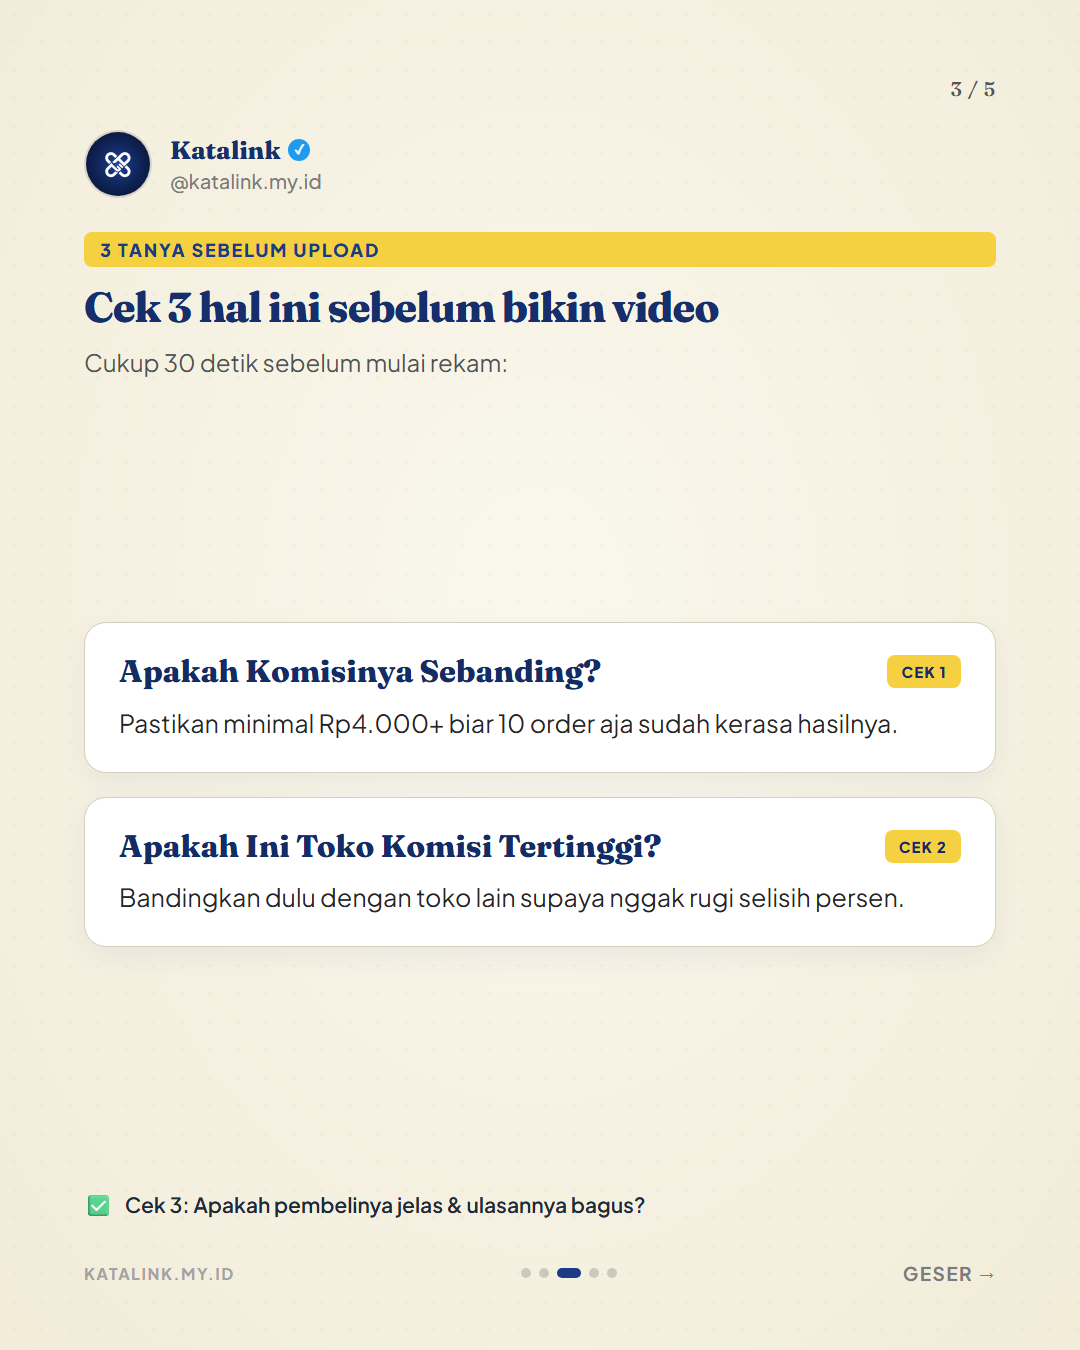 3 / 5
Katalink
@katalink.my.id
3 TANYA SEBELUM UPLOAD
Cek 3 hal ini sebelum bikin video
Cukup 30 detik sebelum mulai rekam:
Apakah Komisinya Sebanding?
CEK 1
Pastikan minimal Rp4.000+ biar 10 order aja sudah kerasa hasilnya.
Apakah Ini Toko Komisi Tertinggi?
CEK 2
Bandingkan dulu dengan toko lain supaya nggak rugi selisih persen.
✅ Cek 3: Apakah pembelinya jelas & ulasannya bagus?
KATALINK.MY.ID
GESER →